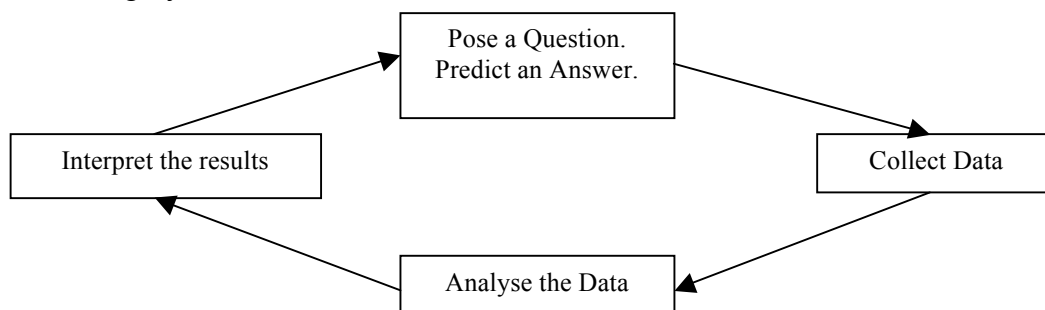 Pose a Question.
Predict an Answer.
Interpret the results
Collect Data
Analyse the Data